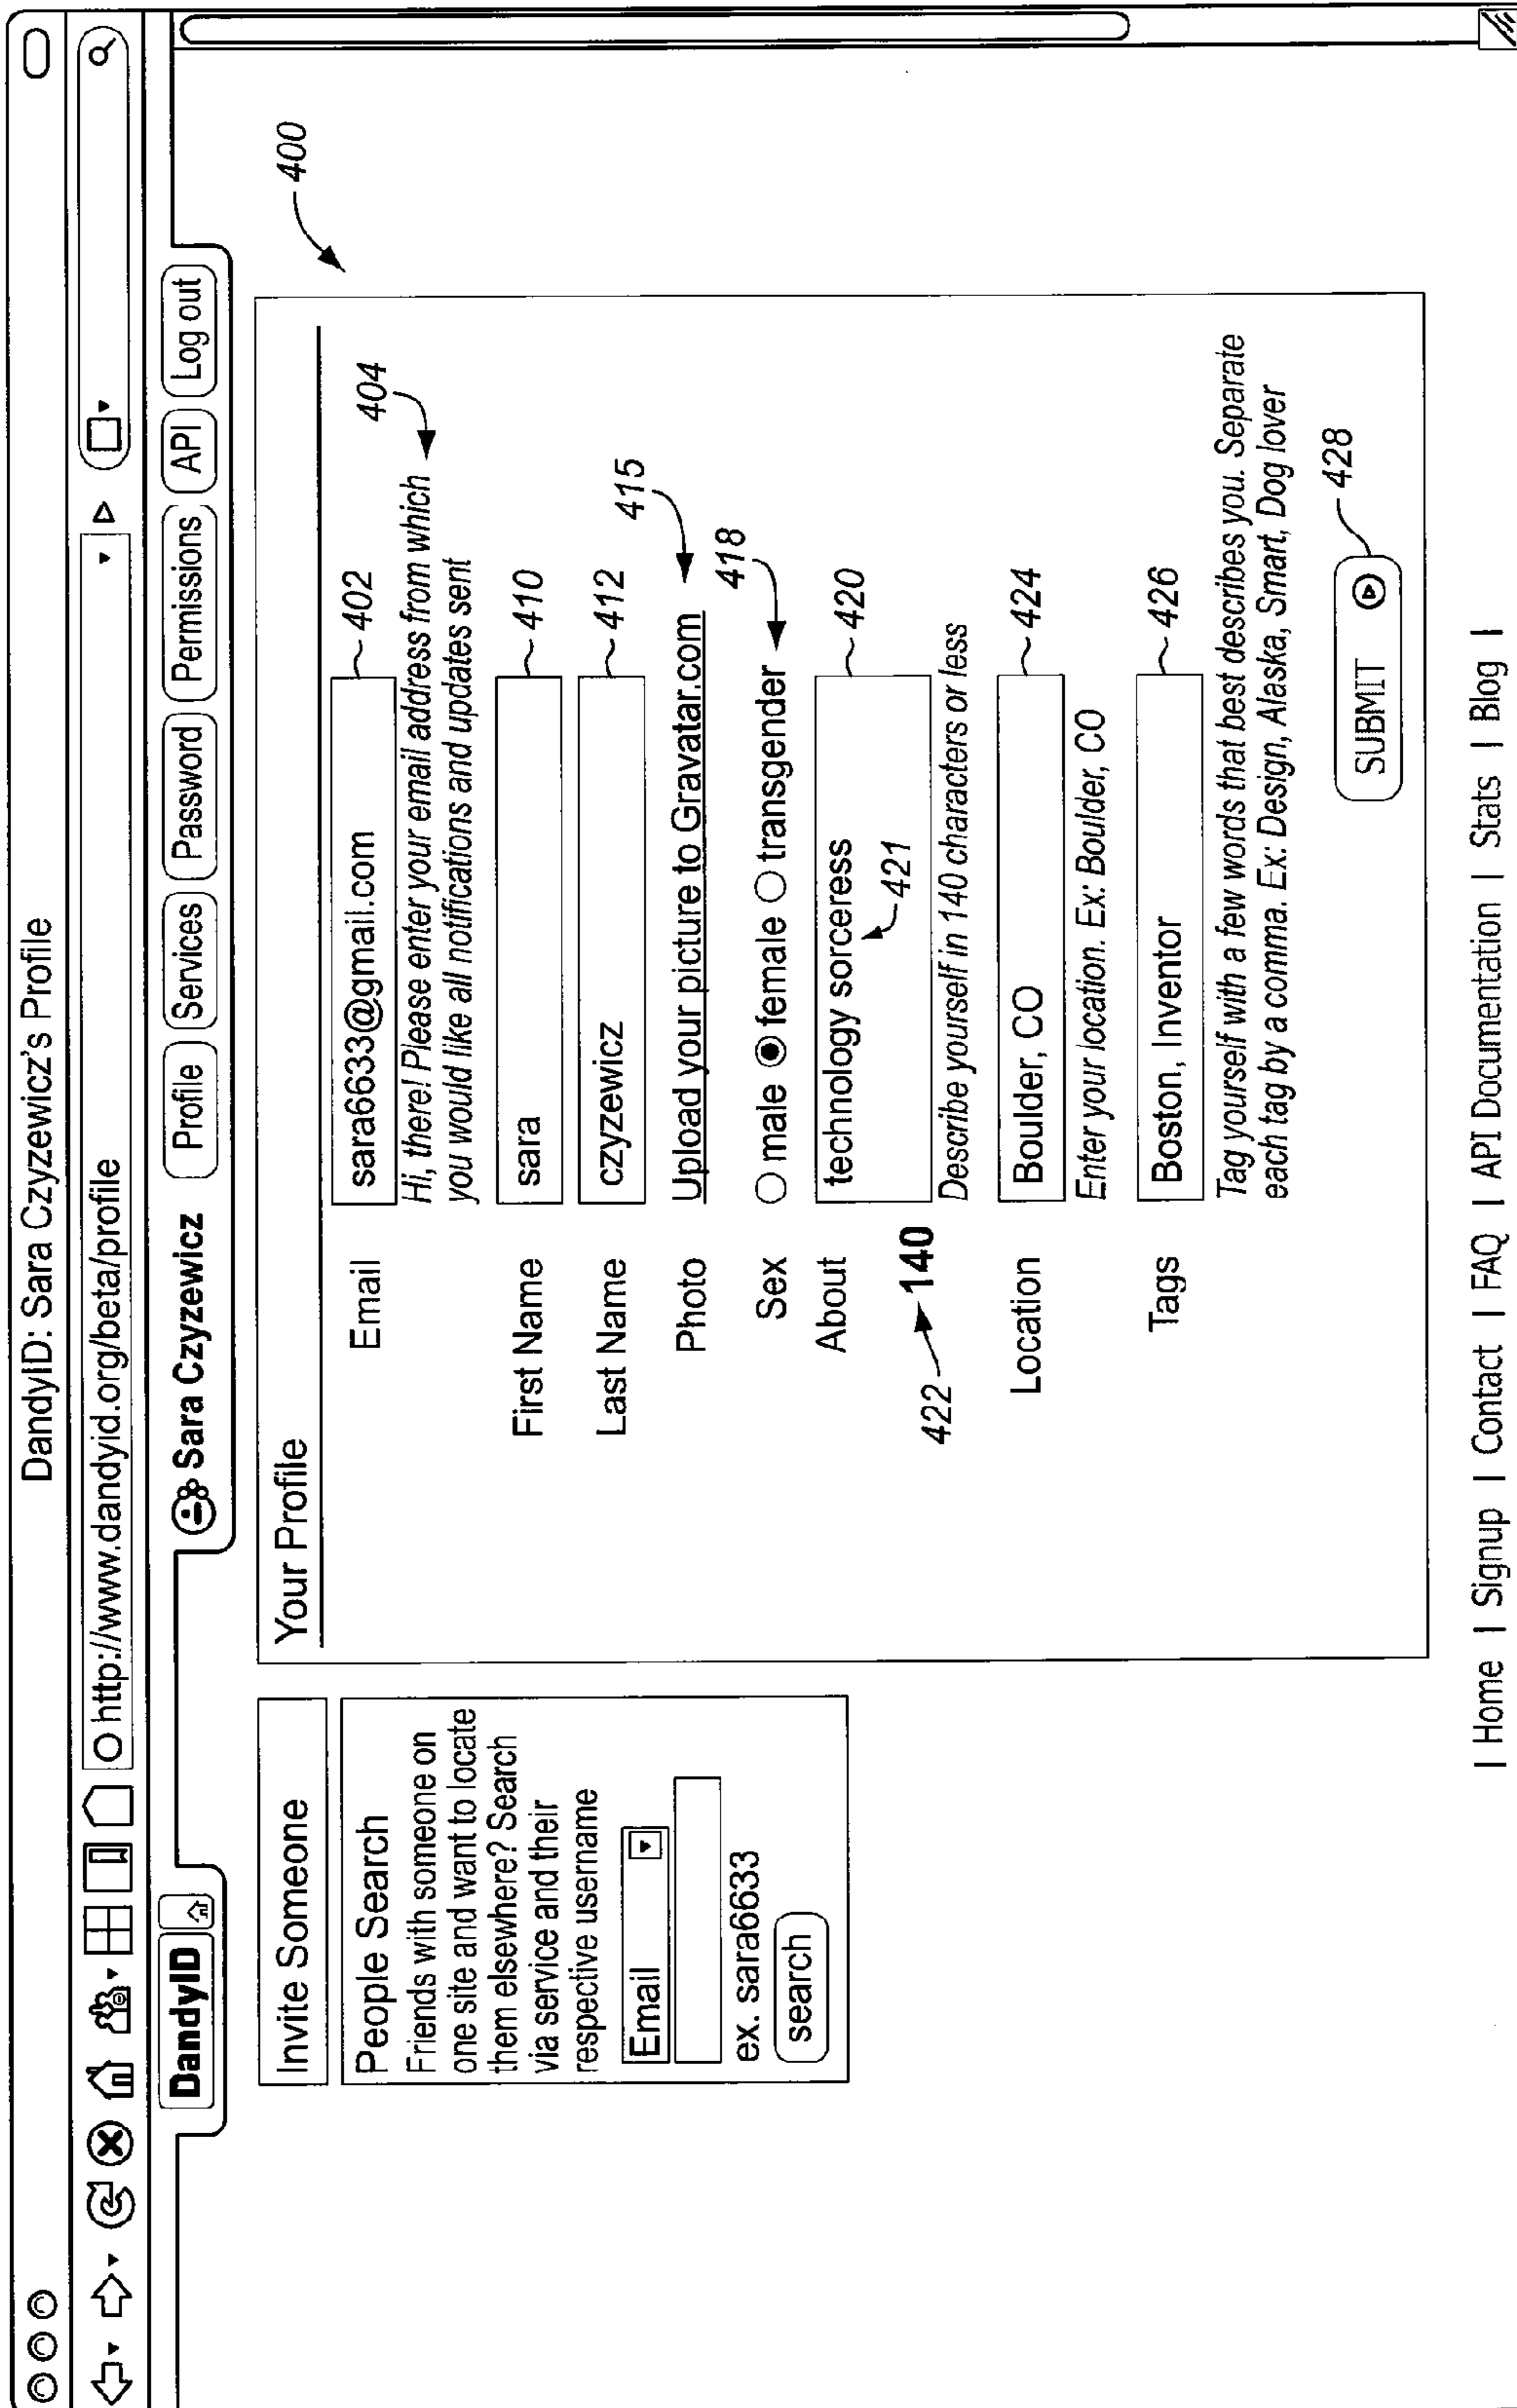 DandyID: Sara Czyzewicz's Profile
http://www.dandyid.org/beta/profile
DandyID
Sara Czyzewicz
Profile Services Password Permissions API Log out
Invite Someone
People Search
Friends with someone on
one site and want to locate
them elsewhere? Search
via service and their
respective username
Email
ex. sara6633
search
400
Your Profile
Email sara6633@gmail.com 402
Hi, there! Please enter your email address from which 404
you would like all notifications and updates sent
First Name sara 410
Last Name czyzewicz 412
Photo Upload your picture to Gravatar.com 415
Sex male female transgender 418
About technology sorceress 420
421
422 140 Describe yourself in 140 characters or less
Location Boulder, CO 424
Enter your location. Ex: Boulder, CO
Tags Boston, Inventor 426
Tag yourself with a few words that best describes you. Separate
each tag by a comma. Ex: Design, Alaska, Smart, Dog lover
SUBMIT 428
| Home | Signup | Contact | FAQ | API Documentation | Stats | Blog |